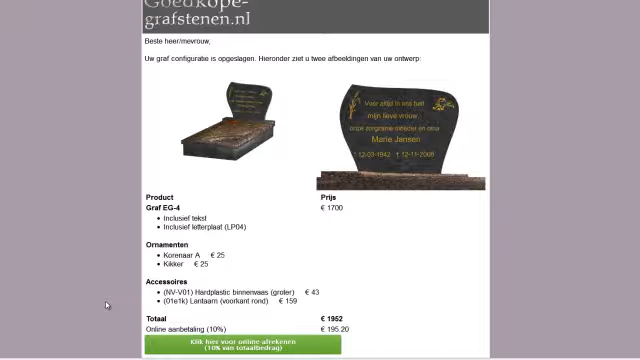 Goedkope-
grafstenen.nl
Beste heer/mevrouw,
Uw graf configuratie is opgeslagen. Hieronder ziet u twee afbeeldingen van uw ontwerp:
Voor altijd in ons hart
mijn lieve vrouw,
onze zorgzame moeder en oma
Marie Jansen
* 12-03-1942 † 12-11-2008
Product Prijs
Graf EG-4 € 1700
• Inclusief tekst
• Inclusief letterplaat (LP04)
Ornamenten
• Korenaar A € 25
• Kikker € 25
Accessoires
• (NV-V01) Hardplastic binnenvaas (groter) € 43
• (01e1k) Lantaarn (voorkant rond) € 159
Totaal € 1952
Online aanbetaling (10%) € 195.20
Klik hier voor online afrekenen
(10% van totaalbedrag)